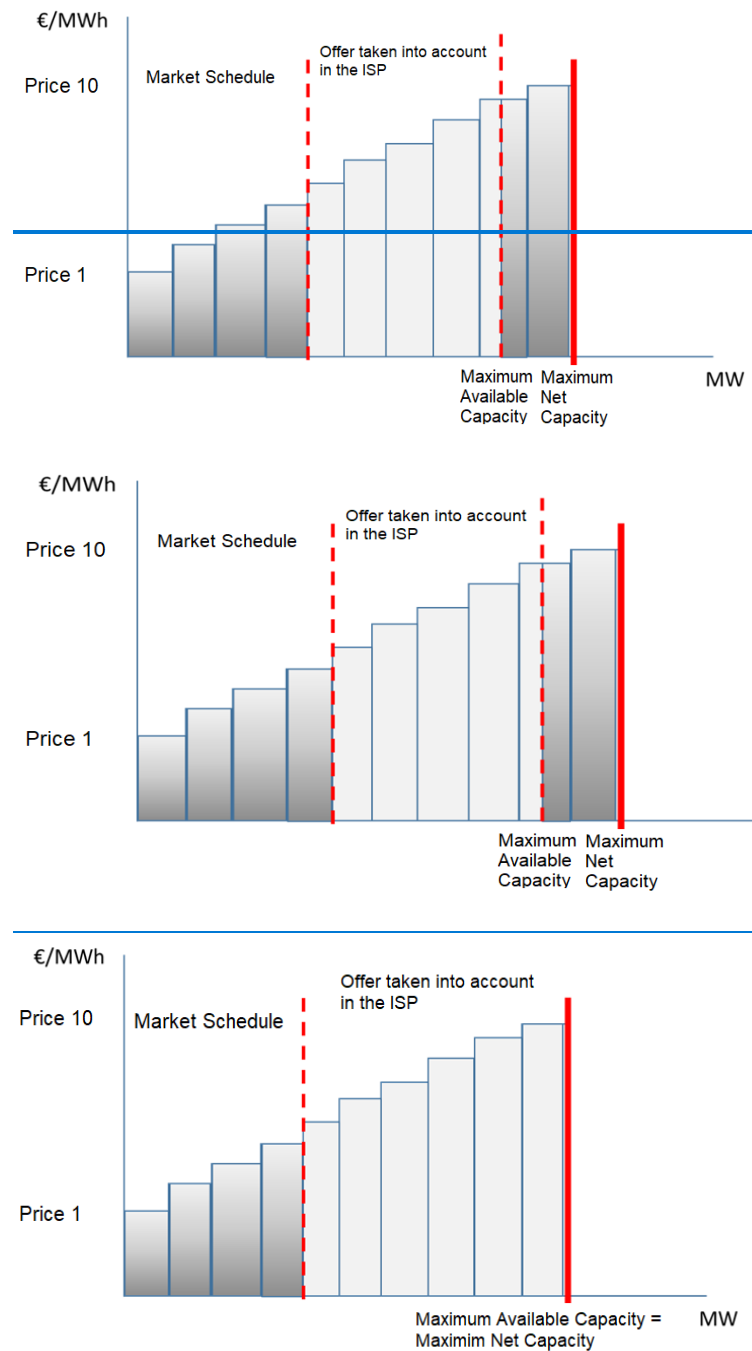 €/MWh
Offer taken into account
in the ISP
Market Schedule
Price 10
Price 1
Maximum Maximum
Available Net
Capacity Capacity
MW
€/MWh
Offer taken into account
in the ISP
Market Schedule
Price 10
Price 1
Maximum Maximum
Available Net
Capacity Capacity
€/MWh
Offer taken into account
in the ISP
Price 10
Market Schedule
Price 1
Maximum Available Capacity =
Maximim Net Capacity
MW